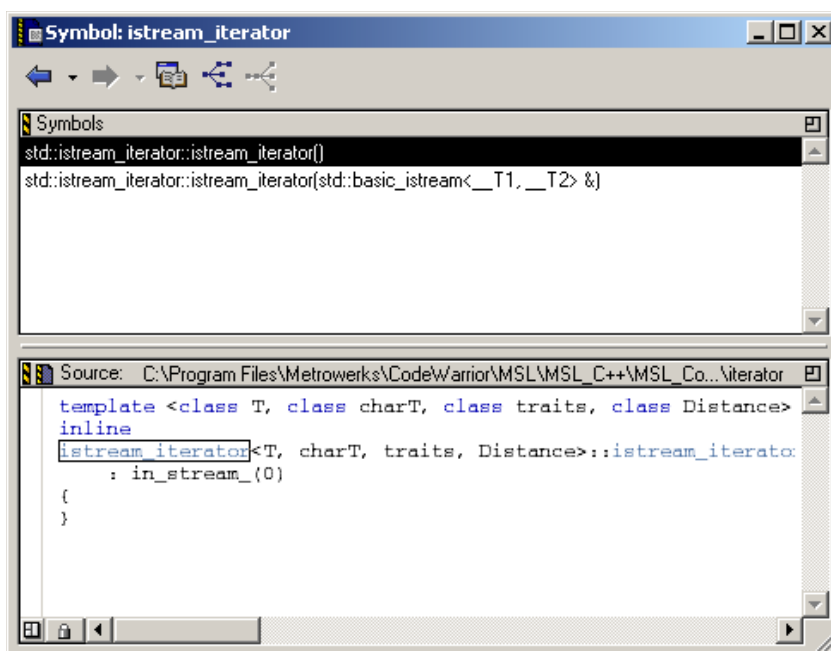 Symbol: istream_iterator
Symbols
std::istream_iterator::istream_iterator()
std::istream_iterator::istream_iterator(std::basic_istream<__T1, __T2> &)
Source: C:\Program Files\Metrowerks\CodeWarrior\MSL\MSL_C++\MSL_Co...\iterator
template <class T, class charT, class traits, class Distance>
inline
istream_iterator<T, charT, traits, Distance>::istream_iterato
: in_stream_(0)
{
}